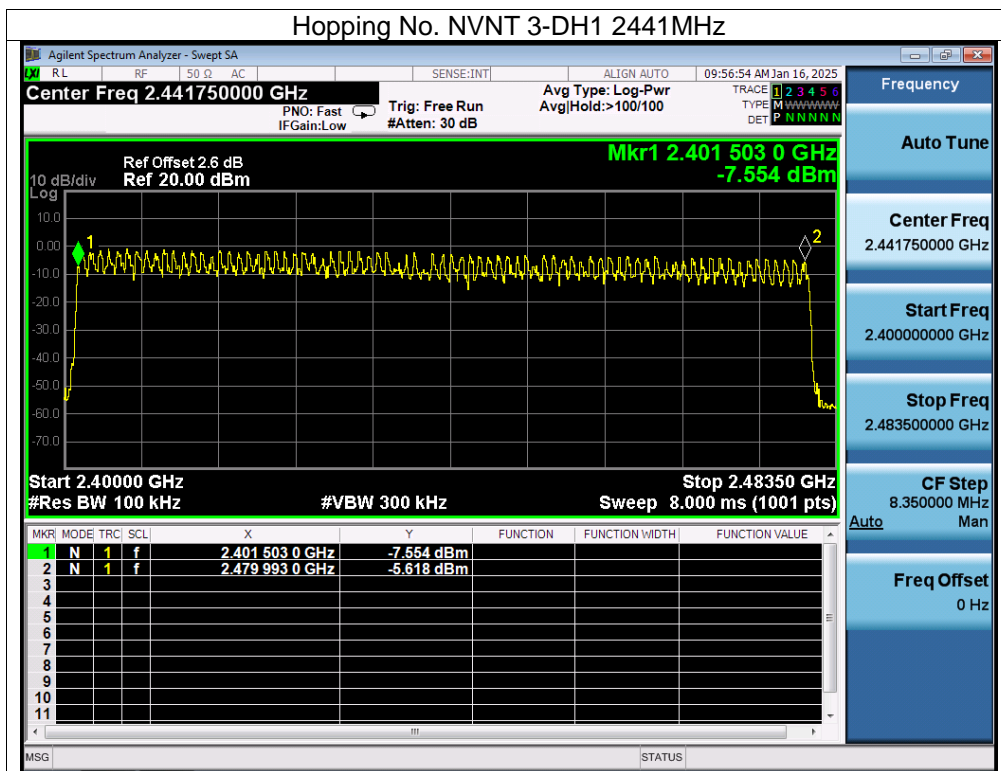 Hopping No. NVNT 3-DH1 2441MHz
Agilent Spectrum Analyzer - Swept SA
LXI RL RF 50 Ω AC SENSE:INT ALIGN AUTO 09:56:54 AM Jan 16, 2025
Center Freq 2.441750000 GHz
PNO: Fast
IFGain:Low
Trig: Free Run
#Atten: 30 dB
Avg Type: Log-Pwr
Avg|Hold:>100/100
TRACE 1 2 3 4 5 6
TYPE M WWWWW
DET P N N N N N
Mkr1 2.401 503 0 GHz
-7.554 dBm
Ref Offset 2.6 dB
10 dB/div Ref 20.00 dBm
Log
10.0
0.00
-10.0
-20.0
-30.0
-40.0
-50.0
-60.0
-70.0
1
2
Start 2.40000 GHz Stop 2.48350 GHz
#Res BW 100 kHz #VBW 300 kHz Sweep 8.000 ms (1001 pts)
MKR MODE TRC SCL X Y FUNCTION FUNCTION WIDTH FUNCTION VALUE
1 N 1 f 2.401 503 0 GHz -7.554 dBm
2 N 1 f 2.479 993 0 GHz -5.618 dBm
3
4
5
6
7
8
9
10
11
MSG STATUS
Frequency
Auto Tune
Center Freq
2.441750000 GHz
Start Freq
2.400000000 GHz
Stop Freq
2.483500000 GHz
CF Step
8.350000 MHz
Auto Man
Freq Offset
0 Hz